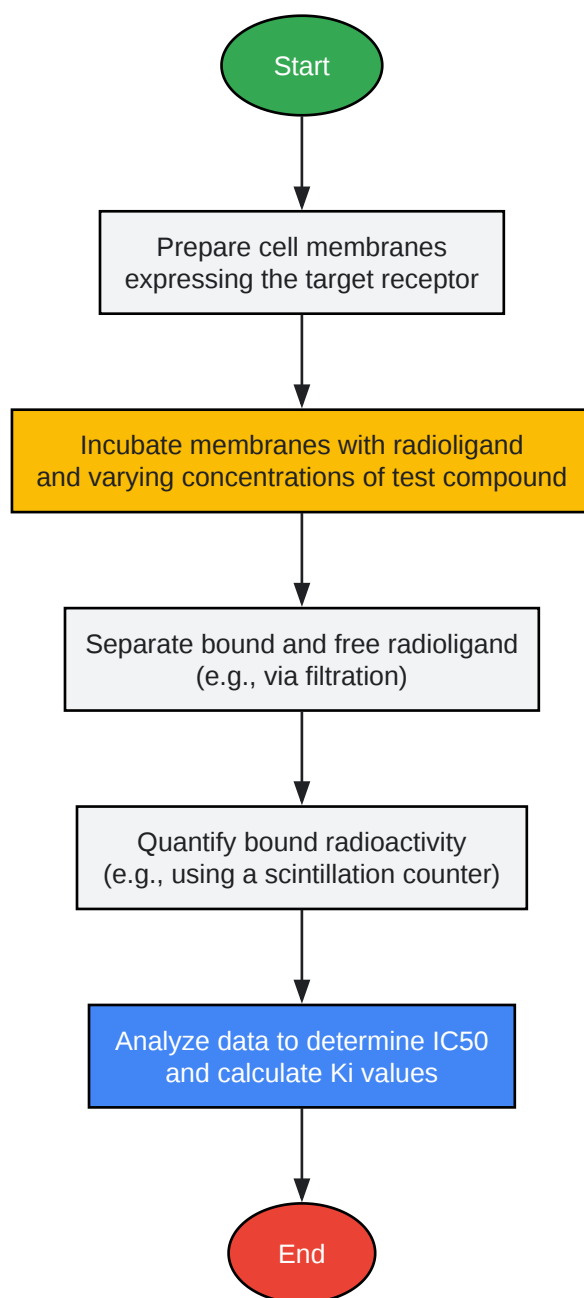 Start
Prepare cell membranes
expressing the target receptor
Incubate membranes with radioligand
and varying concentrations of test compound
Separate bound and free radioligand
(e.g., via filtration)
Quantify bound radioactivity
(e.g., using a scintillation counter)
Analyze data to determine IC50
and calculate Ki values
End